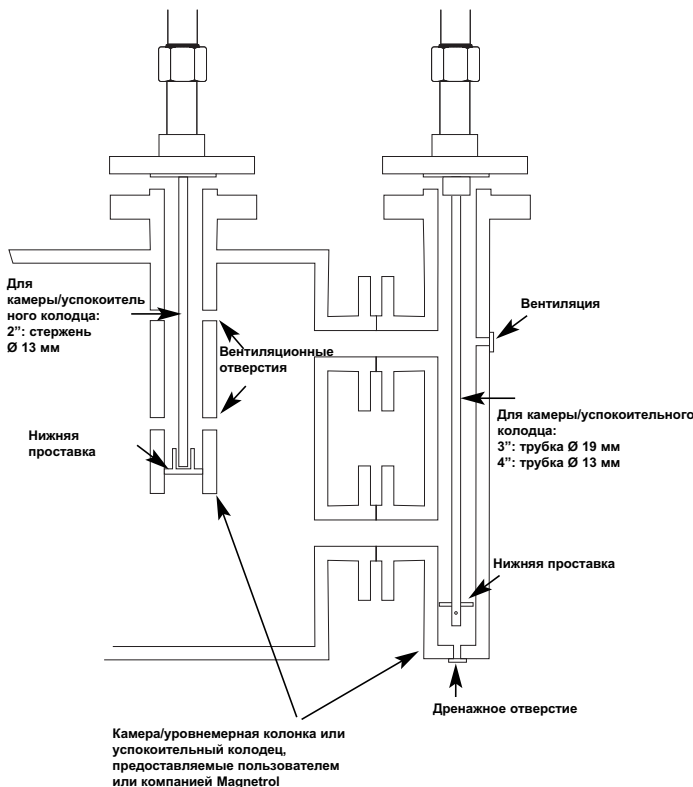 Для
камеры/успокоитель
ного колодца:
2”: стержень
Ø 13 мм
Вентиляционные
отверстия
Нижняя
проставка
Вентиляция
Для камеры/успокоительного
колодца:
3”: трубка Ø 19 мм
4”: трубка Ø 13 мм
Нижняя проставка
Дренажное отверстие
Камера/уровнемерная колонка или
успокоительный колодец,
предоставляемые пользователем
или компанией Magnetrol